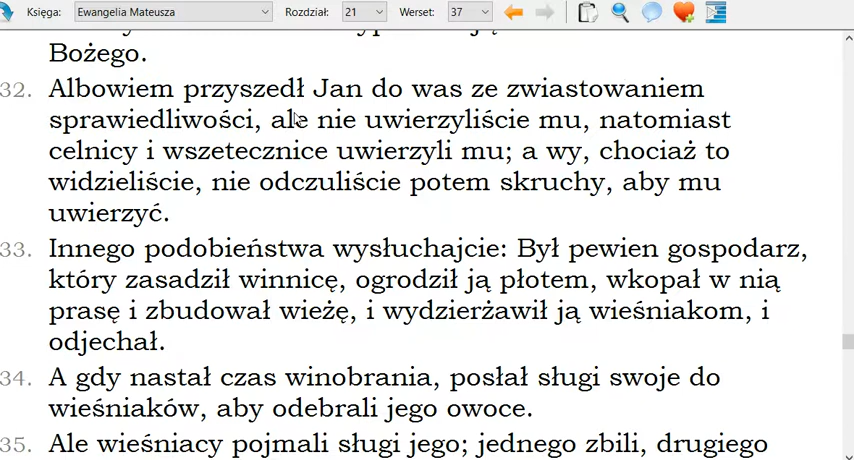 Księga: Ewangelia Mateusza Rozdział: 21 Werset: 37
Bożego.
32. Albowiem przyszedł Jan do was ze zwiastowaniem
sprawiedliwości, ale nie uwierzyliście mu, natomiast
celnicy i wszetecznice uwierzyli mu; a wy, chociaż to
widzieliście, nie odczuliście potem skruchy, aby mu
uwierzyć.
33. Innego podobieństwa wysłuchajcie: Był pewien gospodarz,
który zasadził winnicę, ogrodził ją płotem, wkopał w nią
prasę i zbudował wieżę, i wydzierżawił ją wieśniakom, i
odjechał.
34. A gdy nastał czas winobrania, posłał sługi swoje do
wieśniaków, aby odebrali jego owoce.
35. Ale wieśniacy pojmali sługi jego; jednego zbili, drugiego